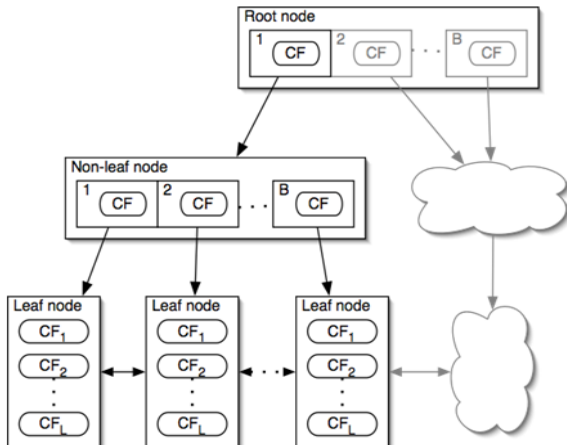 Root node
1 CF 2 CF . . . B CF
Non-leaf node
1 CF 2 CF . . . B CF
Leaf node Leaf node Leaf node
CF1 CF1 CF1
CF2 CF2 . . . CF2
CFL CFL CFL